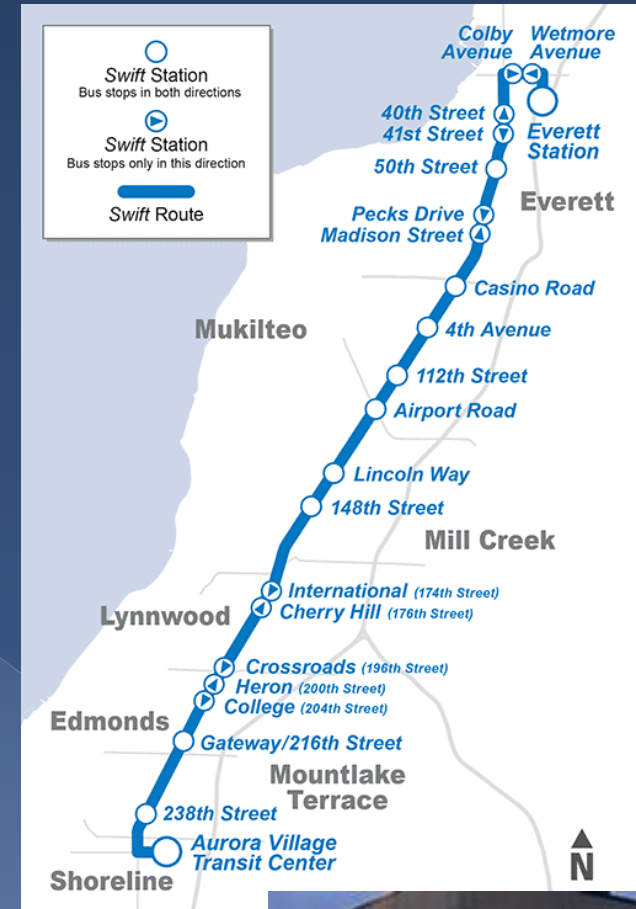 Swift Station
Bus stops in both directions
Swift Station
Bus stops only in this direction
Swift Route
Colby
Avenue
Wetmore
Avenue
40th Street
41st Street
Everett
Station
50th Street
Everett
Pecks Drive
Madison Street
Casino Road
Mukilteo
4th Avenue
112th Street
Airport Road
Lincoln Way
148th Street
Mill Creek
International (174th Street)
Cherry Hill (176th Street)
Lynnwood
Crossroads (196th Street)
Heron (200th Street)
College (204th Street)
Edmonds
Gateway/216th Street
Mountlake
Terrace
238th Street
Aurora Village
Transit Center
Shoreline
N